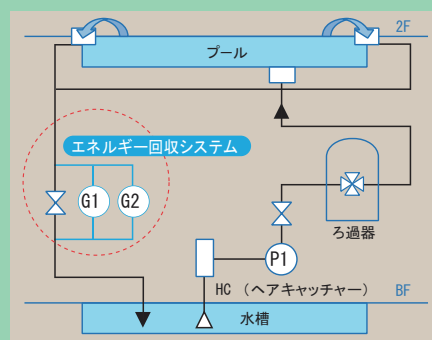 2F
プール
エネルギー回収システム
G1
G2
ろ過器
P1
HC (ヘアキャッチャー)
BF
水槽